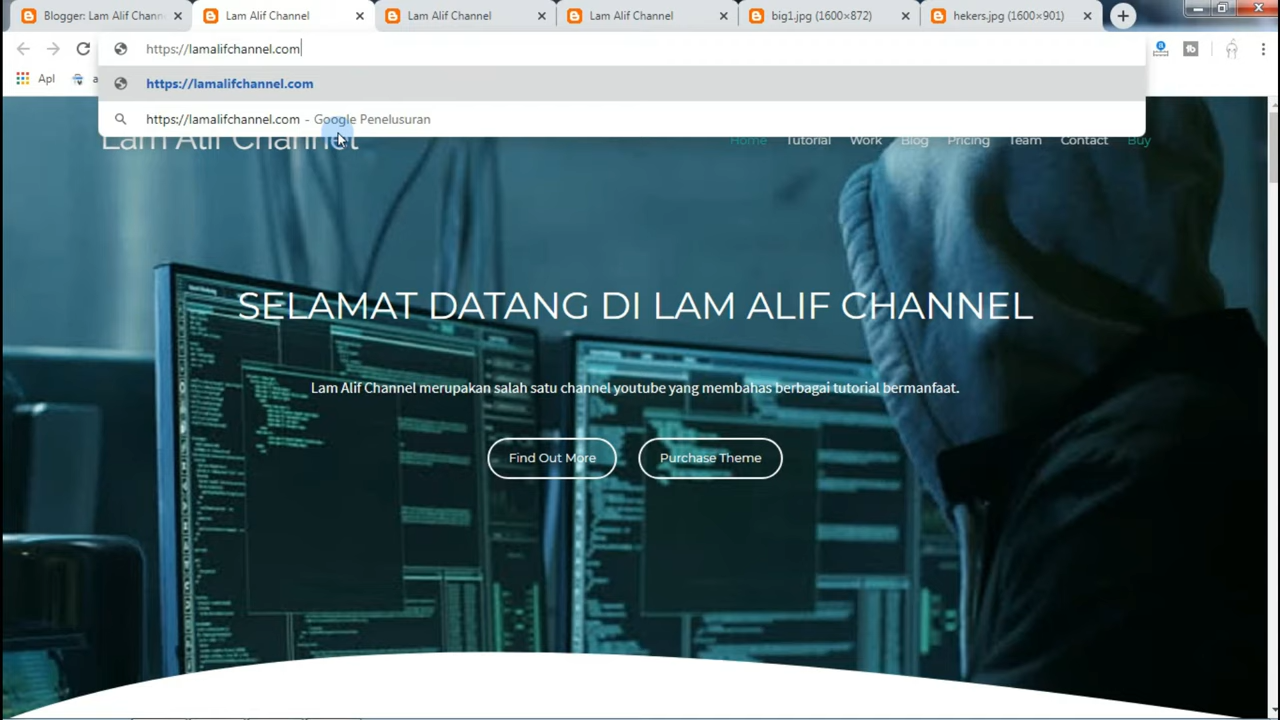 Blogger: Lam Alif Chann
Lam Alif Channel
Lam Alif Channel
Lam Alif Channel
big1.jpg (1600×872)
hekers.jpg (1600×901)
https://lamalifchannel.com
Apl
https://lamalifchannel.com
https://lamalifchannel.com - Google Penelusuran
Lam Alif Channel
Home
Tutorial
Work
Blog
Pricing
Team
Contact
Buy
SELAMAT DATANG DI LAM ALIF CHANNEL
Lam Alif Channel merupakan salah satu channel youtube yang membahas berbagai tutorial bermanfaat.
Find Out More
Purchase Theme